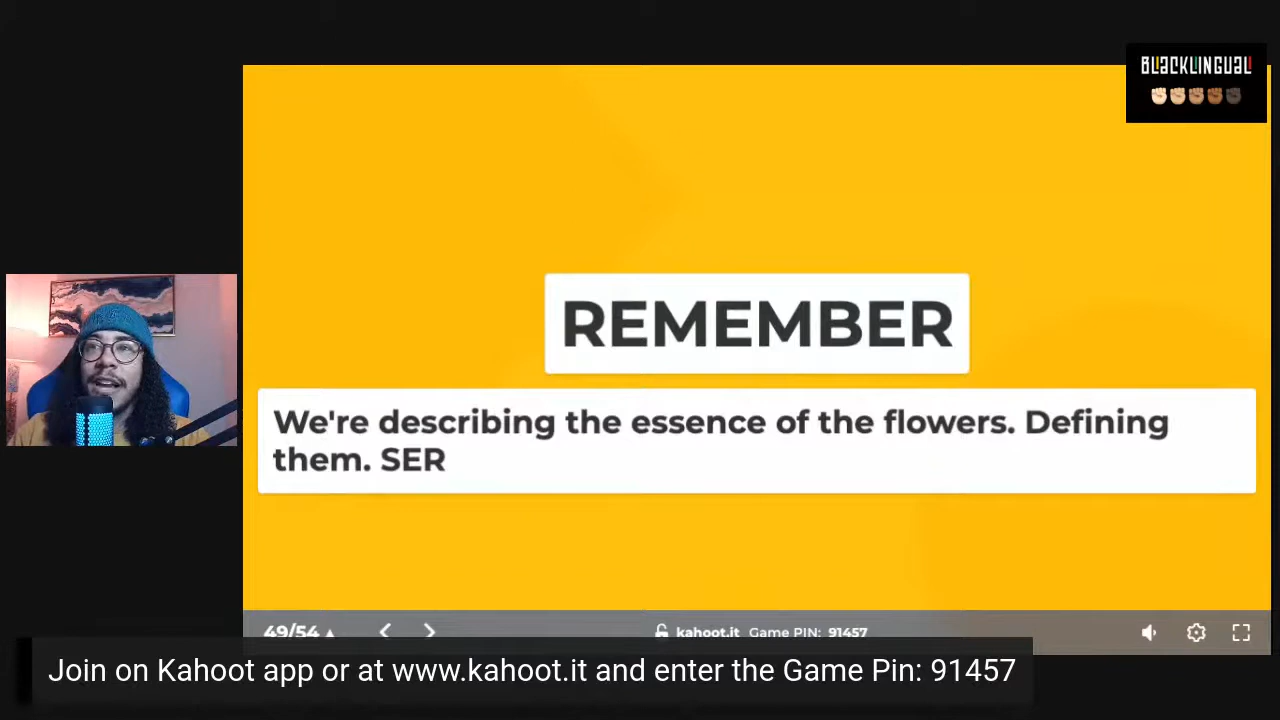 BLACKLINGUAL
REMEMBER
We're describing the essence of the flowers. Defining
them. SER
49/54
kahoot.it Game PIN: 91457
Join on Kahoot app or at www.kahoot.it and enter the Game Pin: 91457